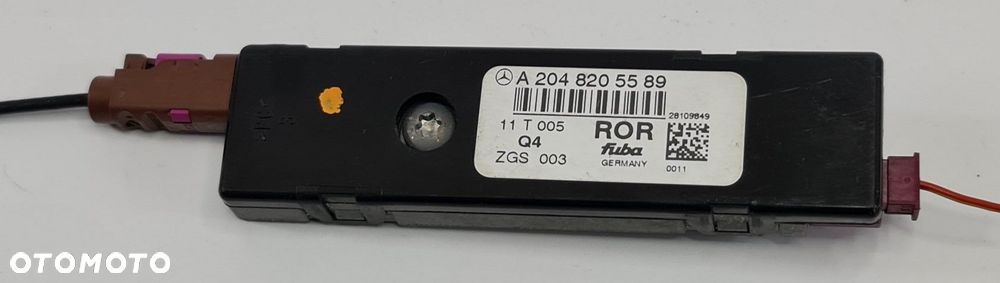 A 204 820 55 89
28109849
11 T 005
ROR
Q4
fuba
ZGS 003
GERMANY
0011
OTOMOTO